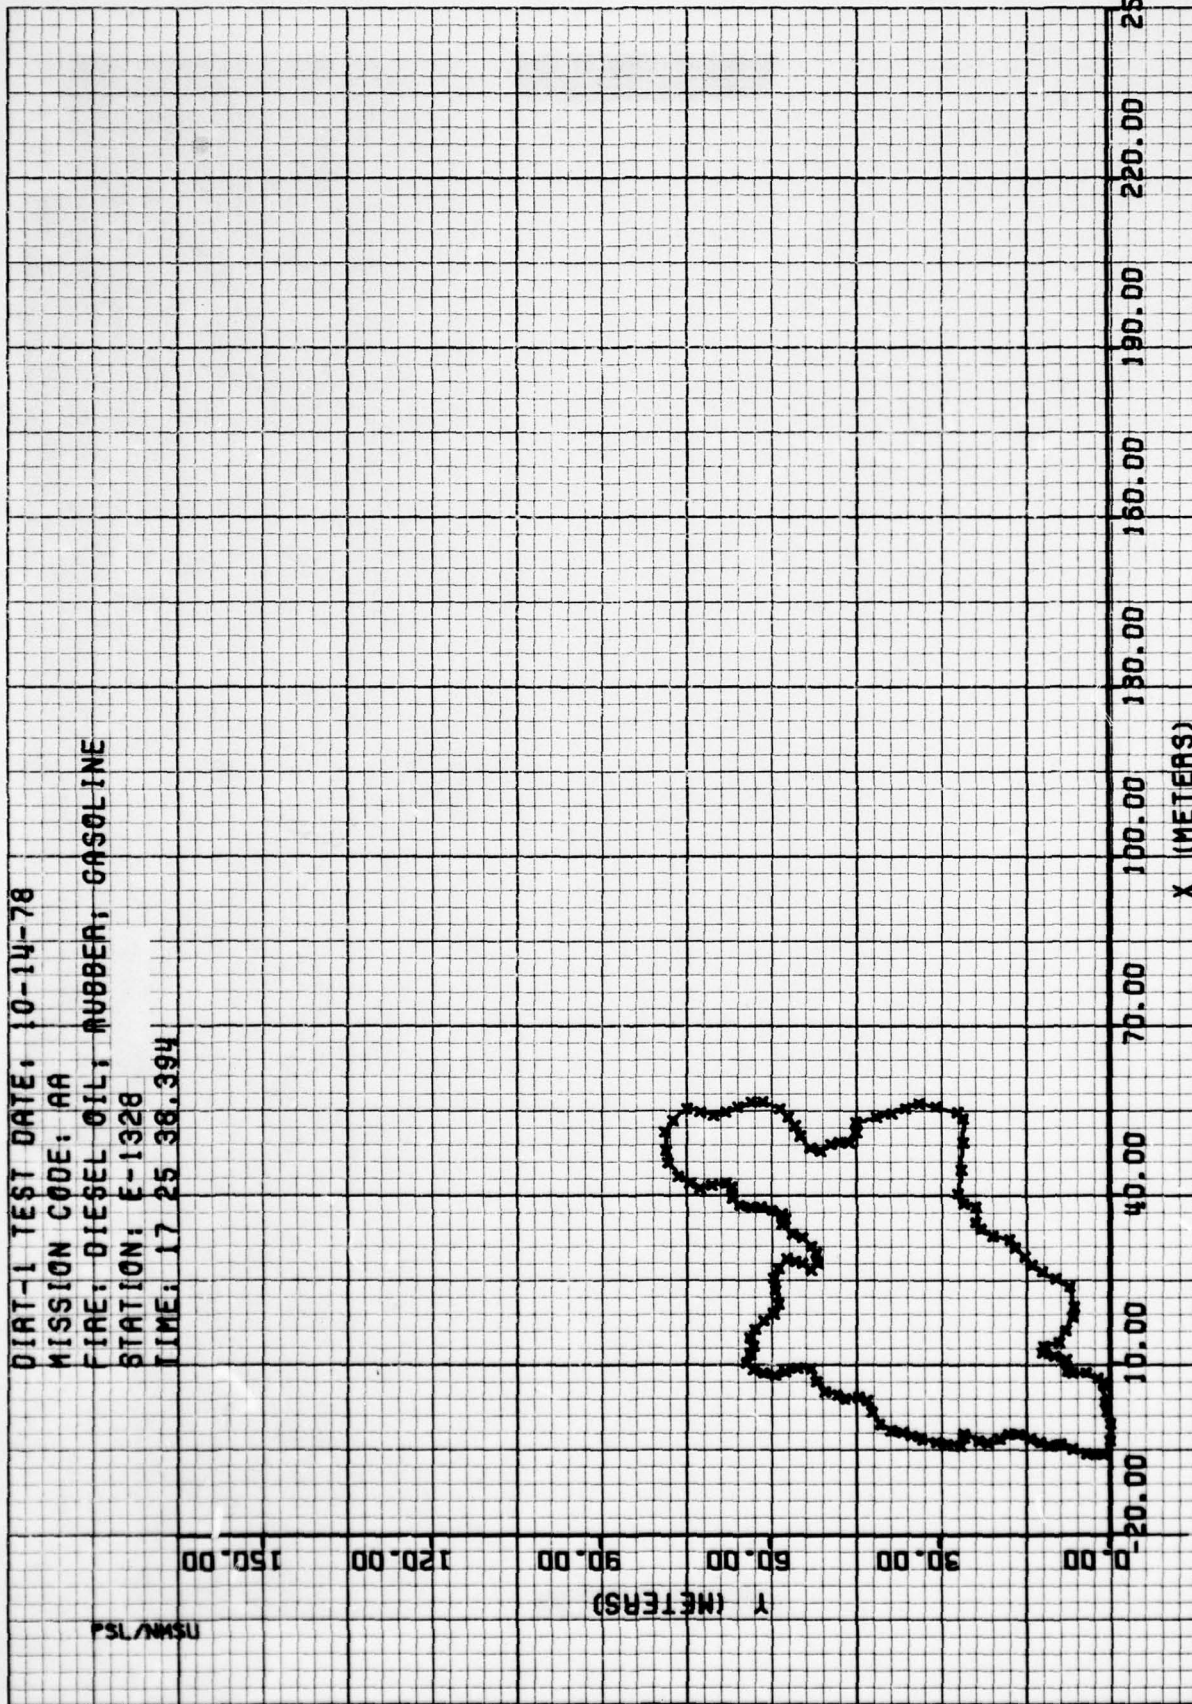 DIRT-1 TEST DATE: 10-14-78
MISSION CODE: AA
FIRE: DIESEL OIL; RUBBER; GASOLINE
STATION: E-1328
TIME: 17 25 38.394
PSL/NMSU
Y (METERS)
150.00
120.00
90.00
60.00
30.00
0.00
20.00
10.00
40.00
70.00
100.00
130.00
160.00
190.00
220.00
25
X (METERS)